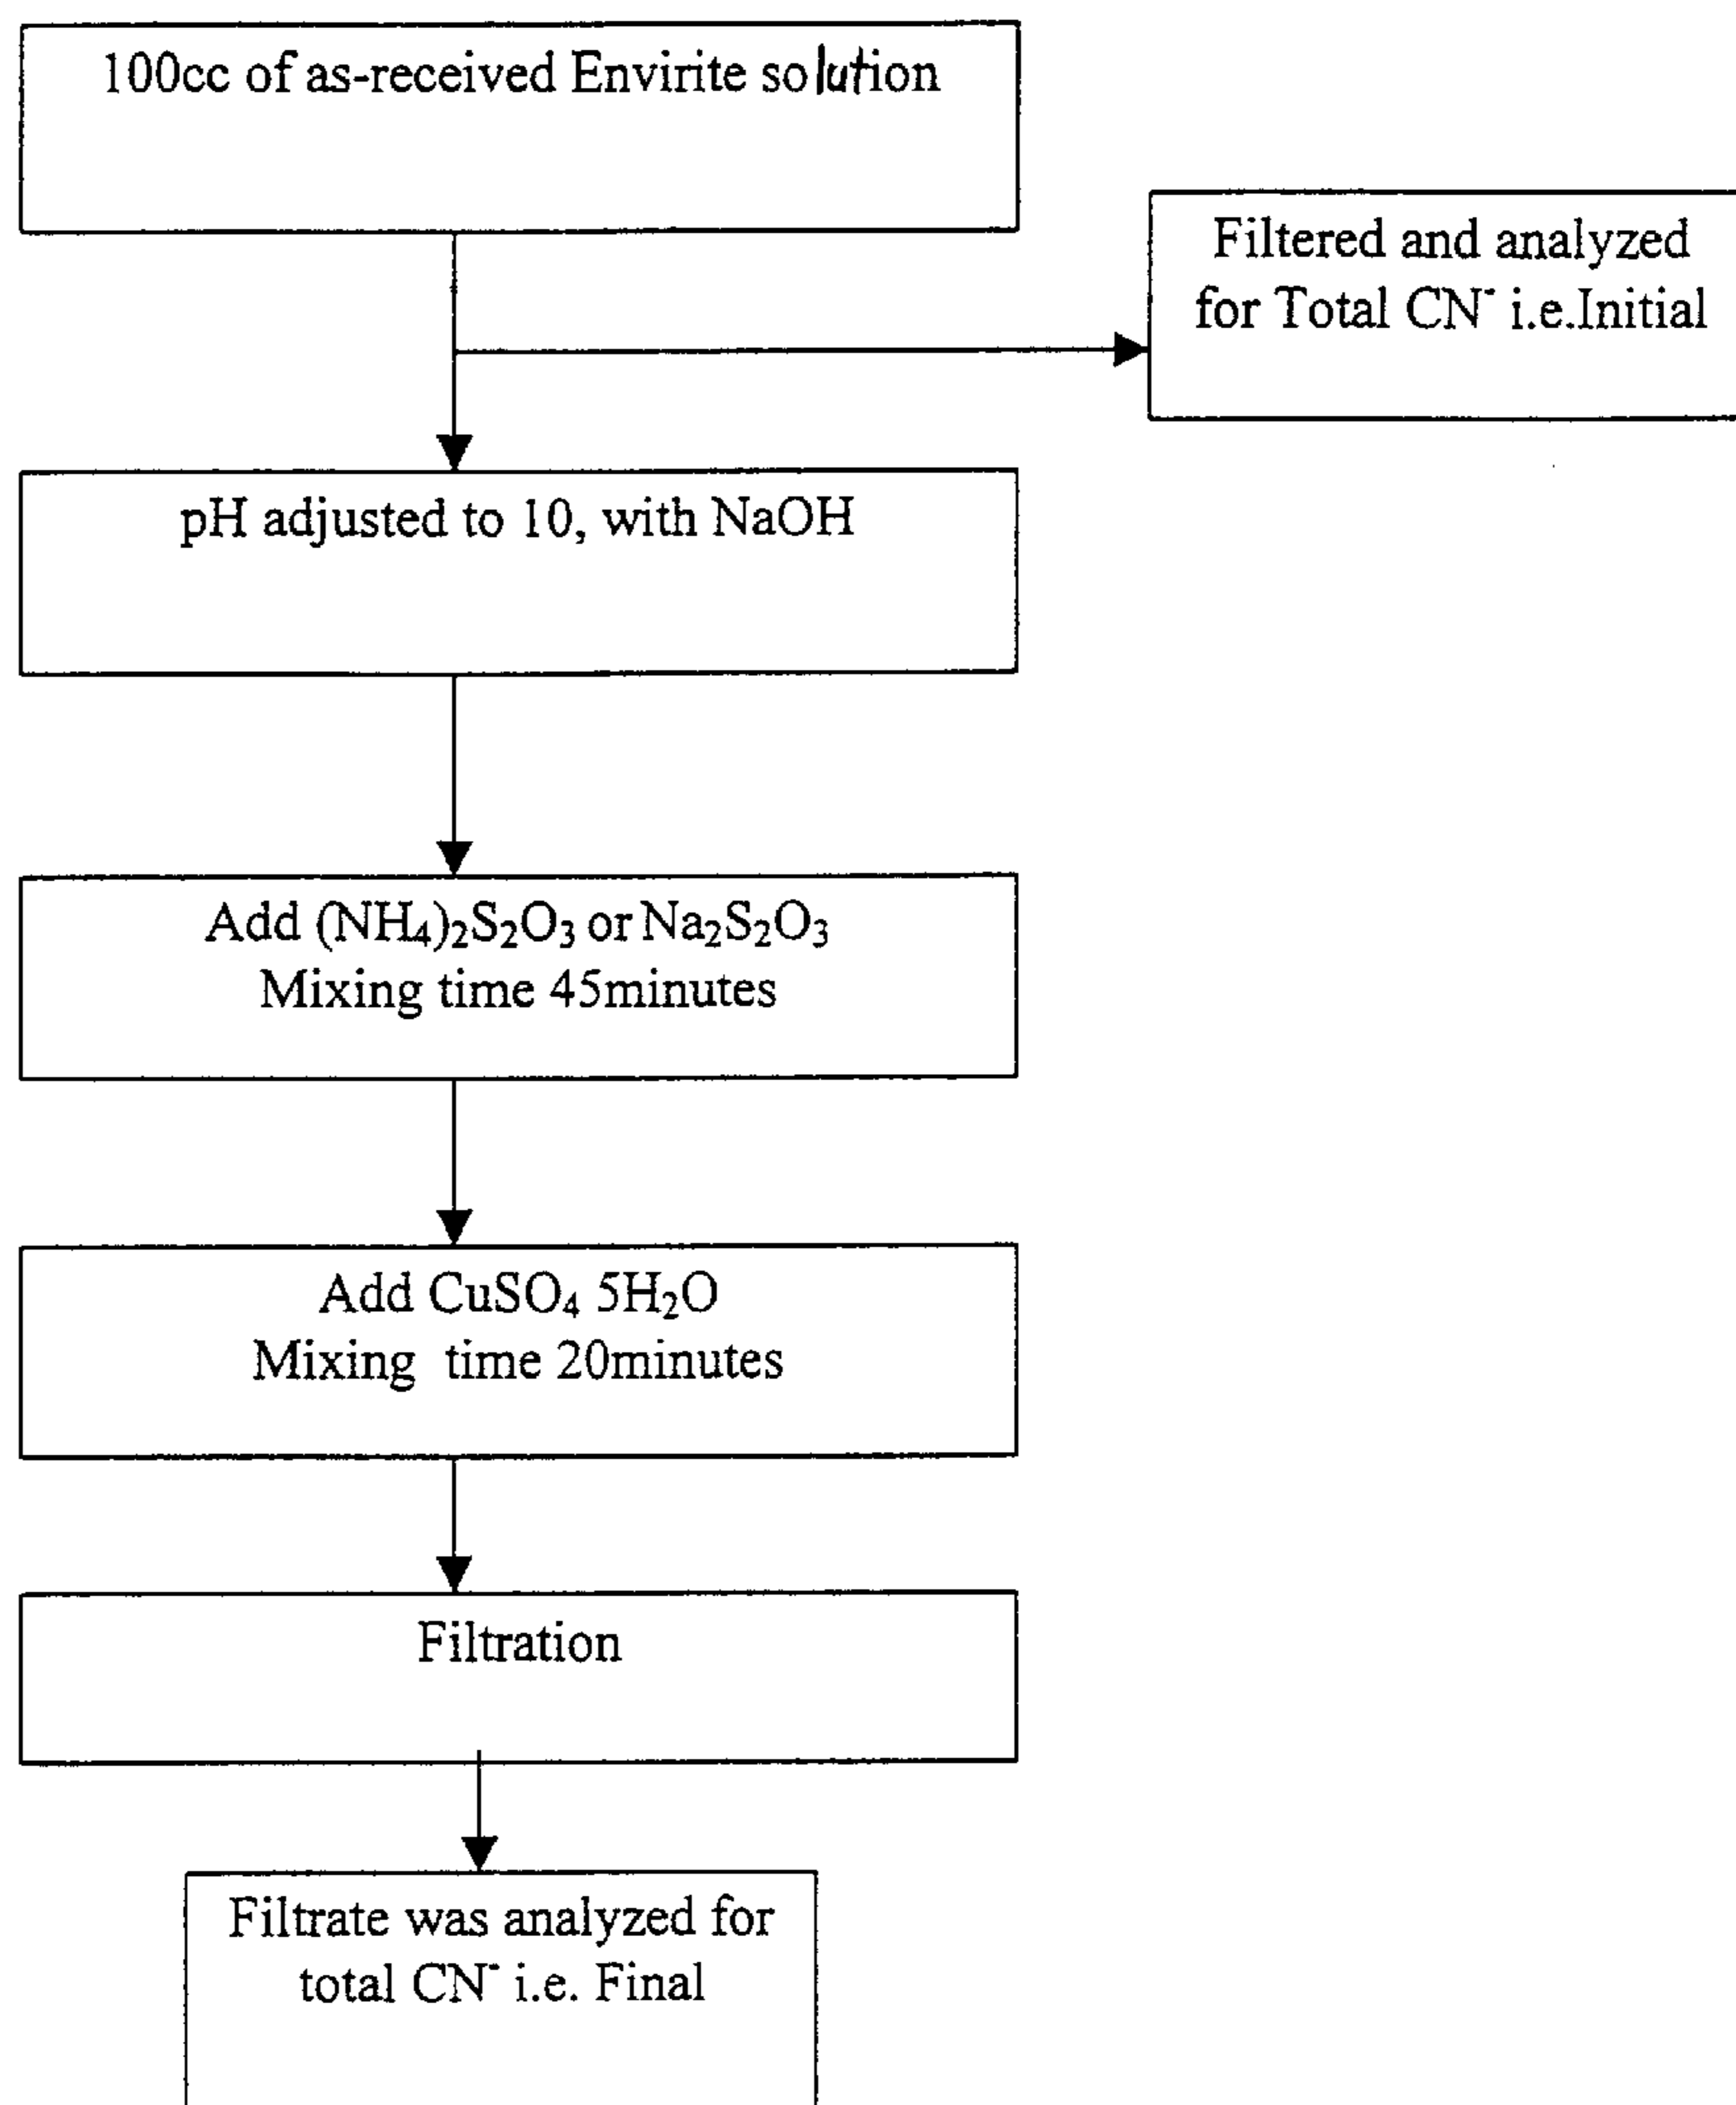 100cc of as-received Envirite solution
Filtered and analyzed
for Total CN⁻ i.e.Initial
pH adjusted to 10, with NaOH
Add (NH₄)₂S₂O₃ or Na₂S₂O₃
Mixing time 45minutes
Add CuSO₄ 5H₂O
Mixing time 20minutes
Filtration
Filtrate was analyzed for
total CN⁻ i.e. Final